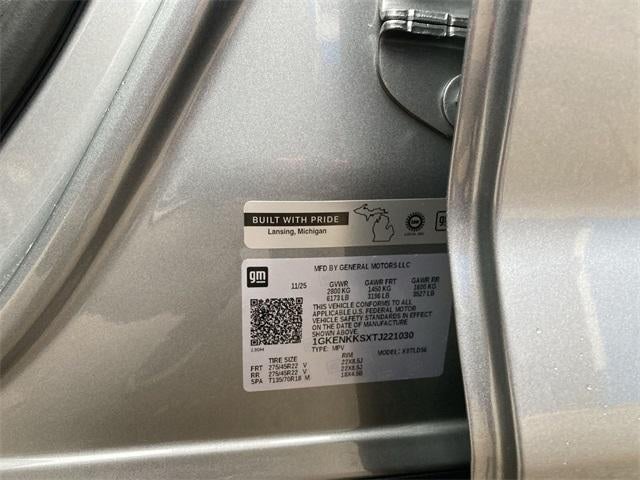 BUILT WITH PRIDE
Lansing, Michigan
gm
MFD BY GENERAL MOTORS LLC
11/25 GVWR GAWR FRT GAWR RR
2800 KG 1450 KG 1600 KG
6173 LB 3196 LB 3527 LB
THIS VEHICLE CONFORMS TO ALL
APPLICABLE U.S. FEDERAL MOTOR
VEHICLE SAFETY STANDARDS IN EFFECT
ON THE DATE OF MANUFACTURE
SHOWN ABOVE.
1GKENKKSXTJ221030
TYPE: MPV MODEL:
TIRE SIZE RIM
FRT 275/45R22 V 22X8.5J
RR 275/45R22 V 22X8.5J
SPA T135/70R18 M 18X4.5B